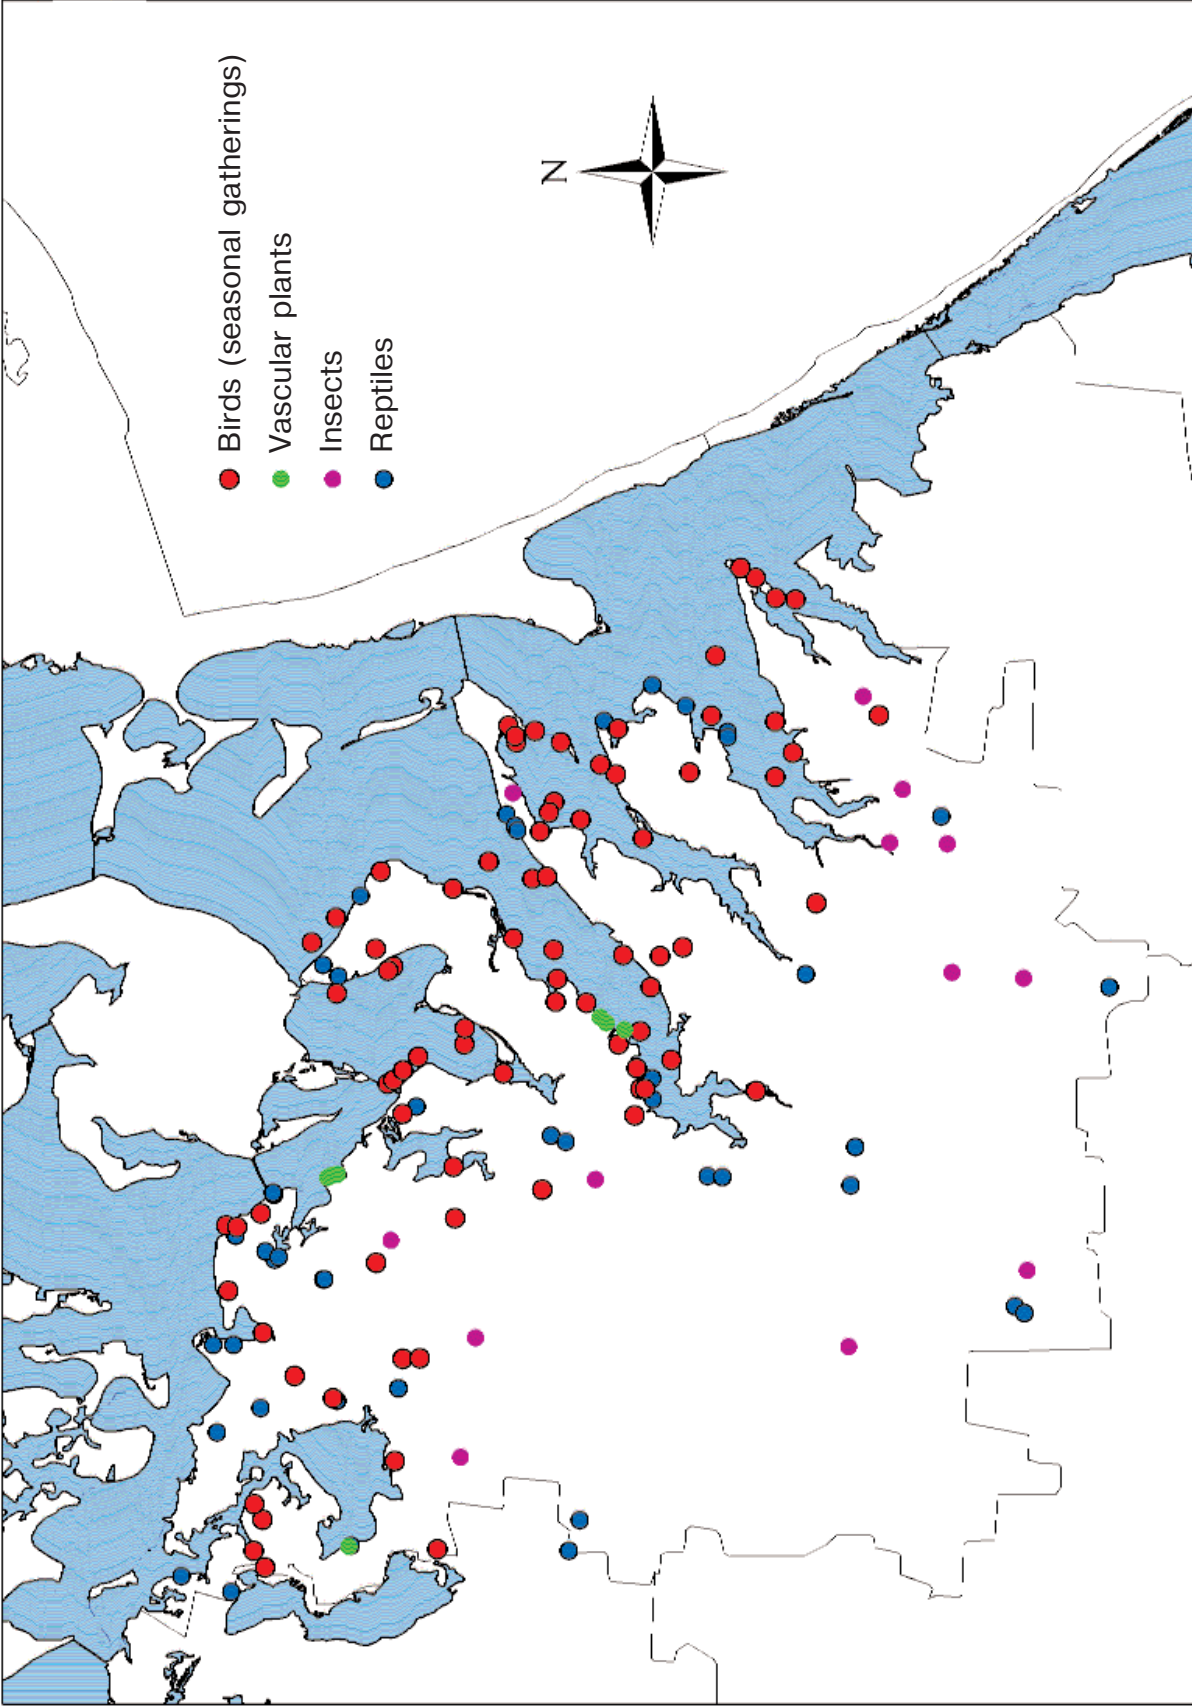 Birds (seasonal gatherings)
Vascular plants
Insects
Reptiles
N